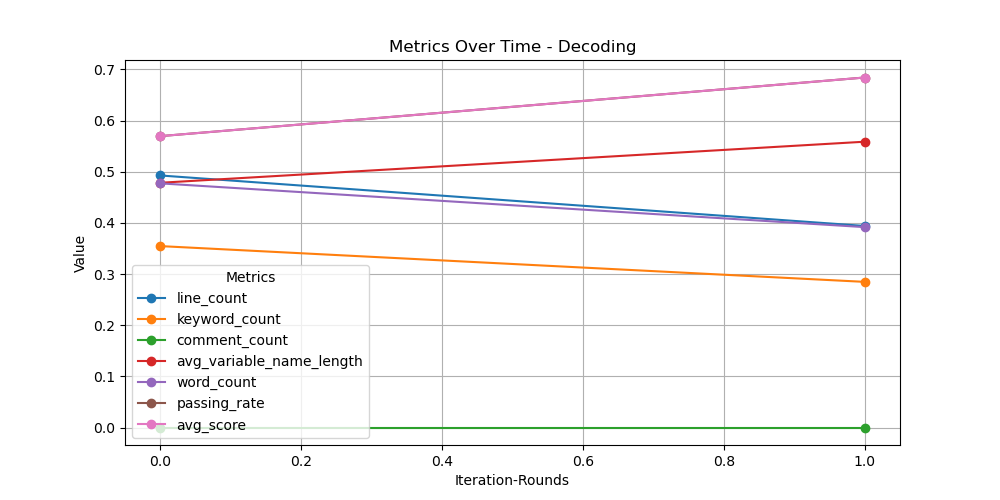 Metrics Over Time - Decoding
Value
0.7
0.6
0.5
0.4
0.3
0.2
0.1
0.0
Metrics
line_count
keyword_count
comment_count
avg_variable_name_length
word_count
passing_rate
avg_score
0.0 0.2 0.4 0.6 0.8 1.0
Iteration-Rounds